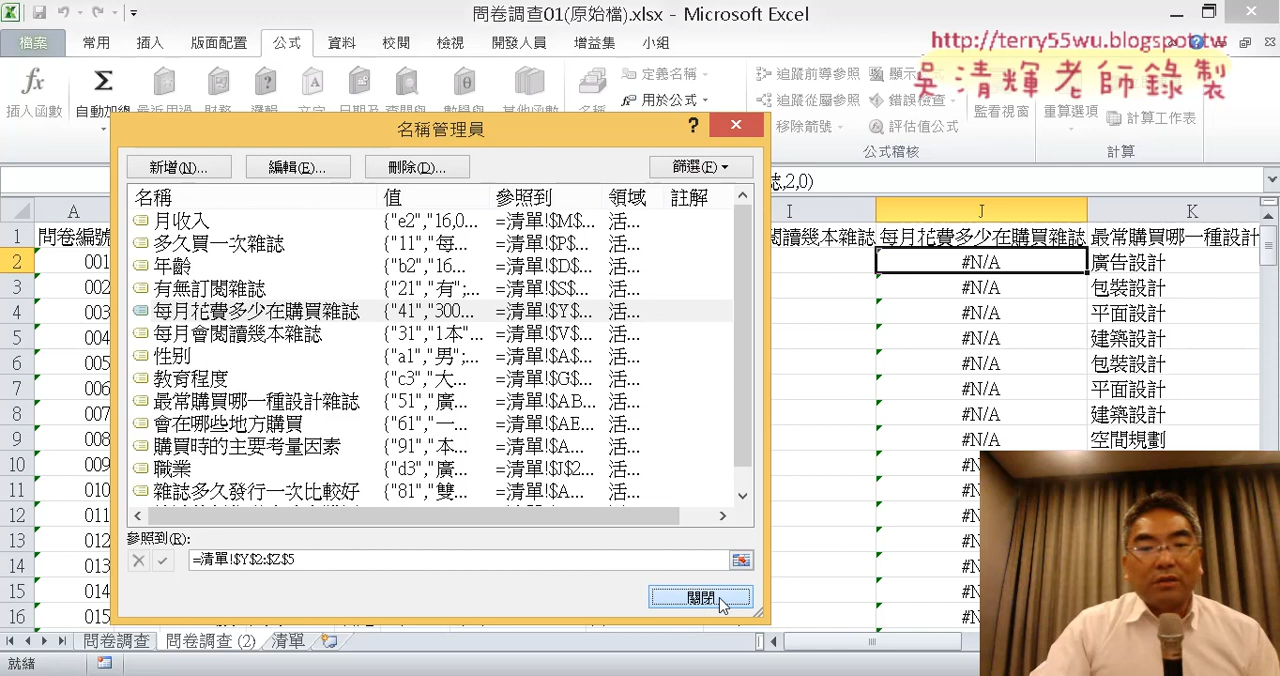 問卷調查01(原始檔).xlsx - Microsoft Excel
http://terry55wu.blogspot.tw
吳清輝老師錄製
檔案 常用 插入 版面配置 公式 資料 校閱 檢視 開發人員 增益集 小組
插入函數 自動加總
定義名稱
用於公式
追蹤前導參照
追蹤從屬參照
移除箭號
錯誤檢查
評估值公式
監看視窗
重算選項
計算工作表
公式稽核 計算
誌,2,0)
名稱管理員
新增(N)... 編輯(E)... 刪除(D)... 篩選(F)
名稱 值 參照到 領域 註解
月收入 {"e2","16,0... =清單!$M$... 活...
多久買一次雜誌 {"11","每... =清單!$P$... 活...
年齡 {"b2","16... =清單!$D$... 活...
有無訂閱雜誌 {"21","有";... =清單!$S$... 活...
每月花費多少在購買雜誌 {"41","300... =清單!$Y$... 活...
每月會閱讀幾本雜誌 {"31","1本"... =清單!$V$... 活...
性別 {"a1","男";... =清單!$A$... 活...
教育程度 {"c3","大... =清單!$G$... 活...
最常購買哪一種設計雜誌 {"51","廣... =清單!$AB... 活...
會在哪些地方購買 {"61","一... =清單!$AE... 活...
購買時的主要考量因素 {"91","本... =清單!$A... 活...
職業 {"d3","廣... =清單!$J$2... 活...
雜誌多久發行一次比較好 {"81","雙... =清單!$A... 活...
參照到(R):
=清單!$Y$2:$Z$5
關閉
A I J K
1 問卷編號 閱讀幾本雜誌 每月花費多少在購買雜誌 最常購買哪一種設計
2 001 #N/A 廣告設計
3 002 #N/A 包裝設計
4 003 #N/A 平面設計
5 004 #N/A 建築設計
6 005 #N/A 包裝設計
7 006 #N/A 平面設計
8 007 #N/A 建築設計
9 008 #N/A 空間規劃
10 009 #N
11 010 #N
12 011 #N
13 012 #N
14 013 #N
15 014 #N
16 015 #N
問卷調查 問卷調查 (2) 清單
就緒